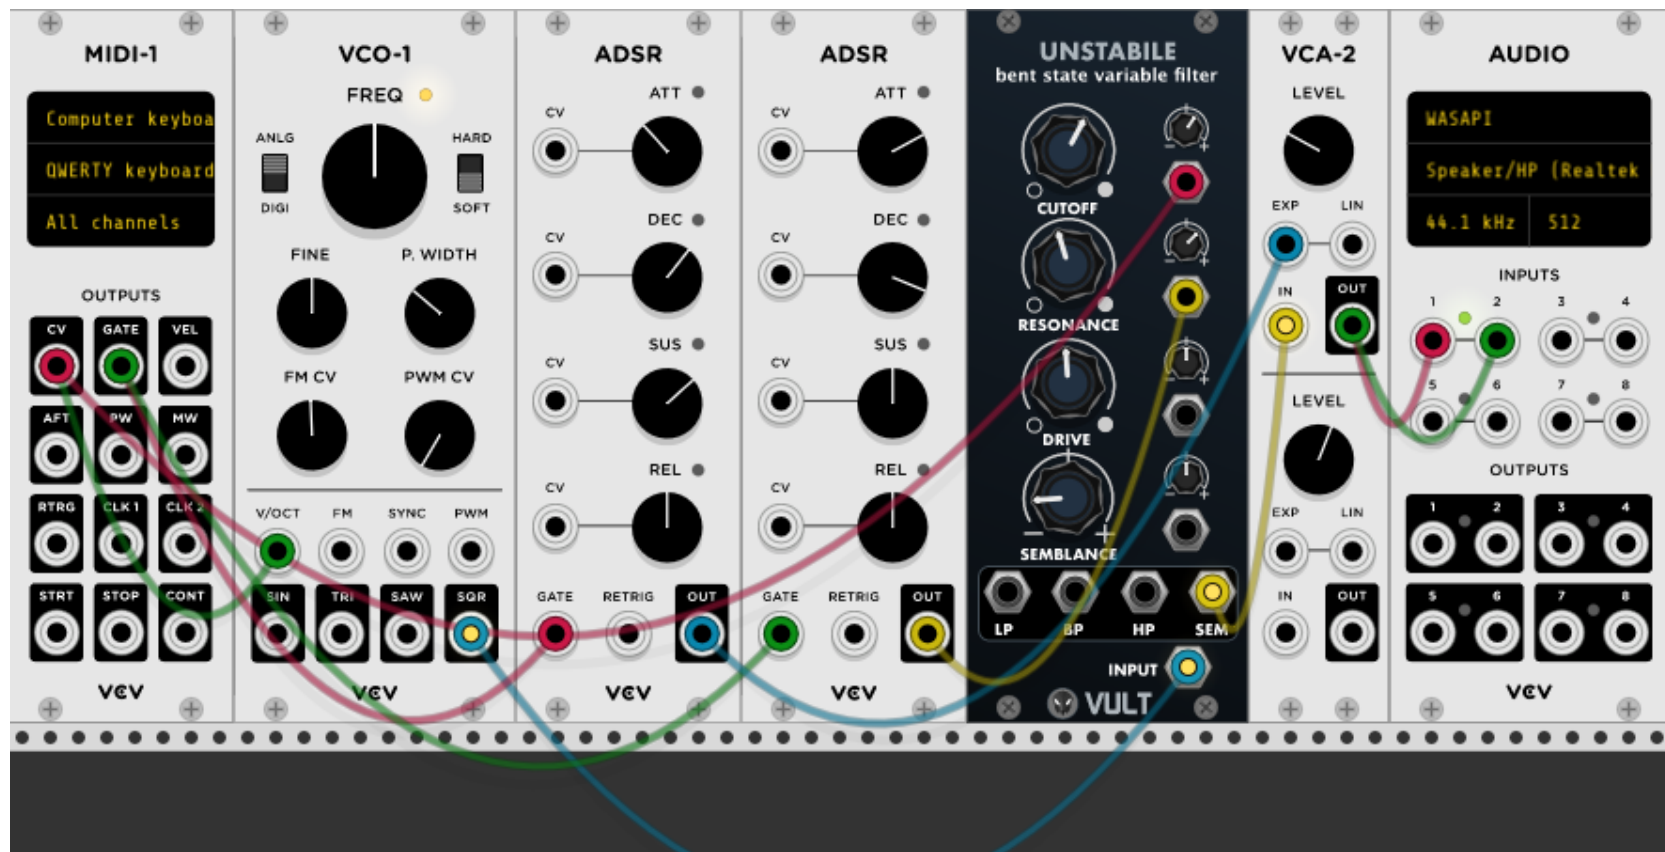 MIDI-1
Computer keyboa
QWERTY keyboard
All channels
OUTPUTS
CV GATE VEL
AFT PW MW
RTRG CLK 1 CLK 2
STRT STOP CONT
VCV
VCO-1
FREQ
ANLG HARD
DIGI SOFT
FINE P. WIDTH
FM CV PWM CV
V/OCT FM SYNC PWM
SIN TRI SAW SQR
VCV
ADSR
ATT
CV
DEC
CV
SUS
CV
REL
CV
GATE RETRIG OUT
VCV
ADSR
ATT
CV
DEC
CV
SUS
CV
REL
CV
GATE RETRIG OUT
VCV
UNSTABILE
bent state variable filter
- +
CUTOFF
- +
RESONANCE
- +
DRIVE
- +
- +
SEMBLANCE
LP BP HP SEM
INPUT
VULT
VCA-2
LEVEL
EXP LIN
IN OUT
LEVEL
EXP LIN
IN OUT
AUDIO
WASAPI
Speaker/HP (Realtek
44.1 kHz 512
INPUTS
1 2 3 4
5 6 7 8
OUTPUTS
1 2 3 4
5 6 7 8
VCV